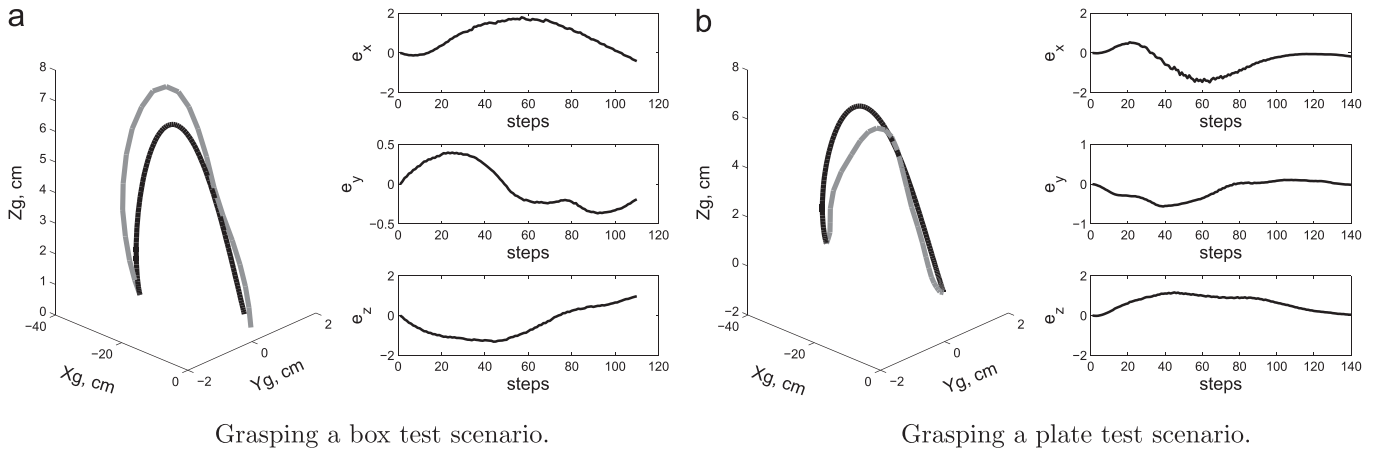 a
8
7
6
5
4
3
2
1
0
Zg, cm
−40
−20
0
Xg, cm
−2
0
2
Yg, cm
2
0
−2
e_x
0 20 40 60 80 100 120
steps
0.5
0
−0.5
e_y
0 20 40 60 80 100 120
steps
2
0
−2
e_z
0 20 40 60 80 100 120
steps
Grasping a box test scenario.
b
8
6
4
2
0
−2
Zg, cm
−40
−20
0
Xg, cm
−2
0
2
Yg, cm
2
0
−2
e_x
0 20 40 60 80 100 120 140
steps
1
0
−1
e_y
0 20 40 60 80 100 120 140
steps
2
0
−2
e_z
0 20 40 60 80 100 120 140
steps
Grasping a plate test scenario.